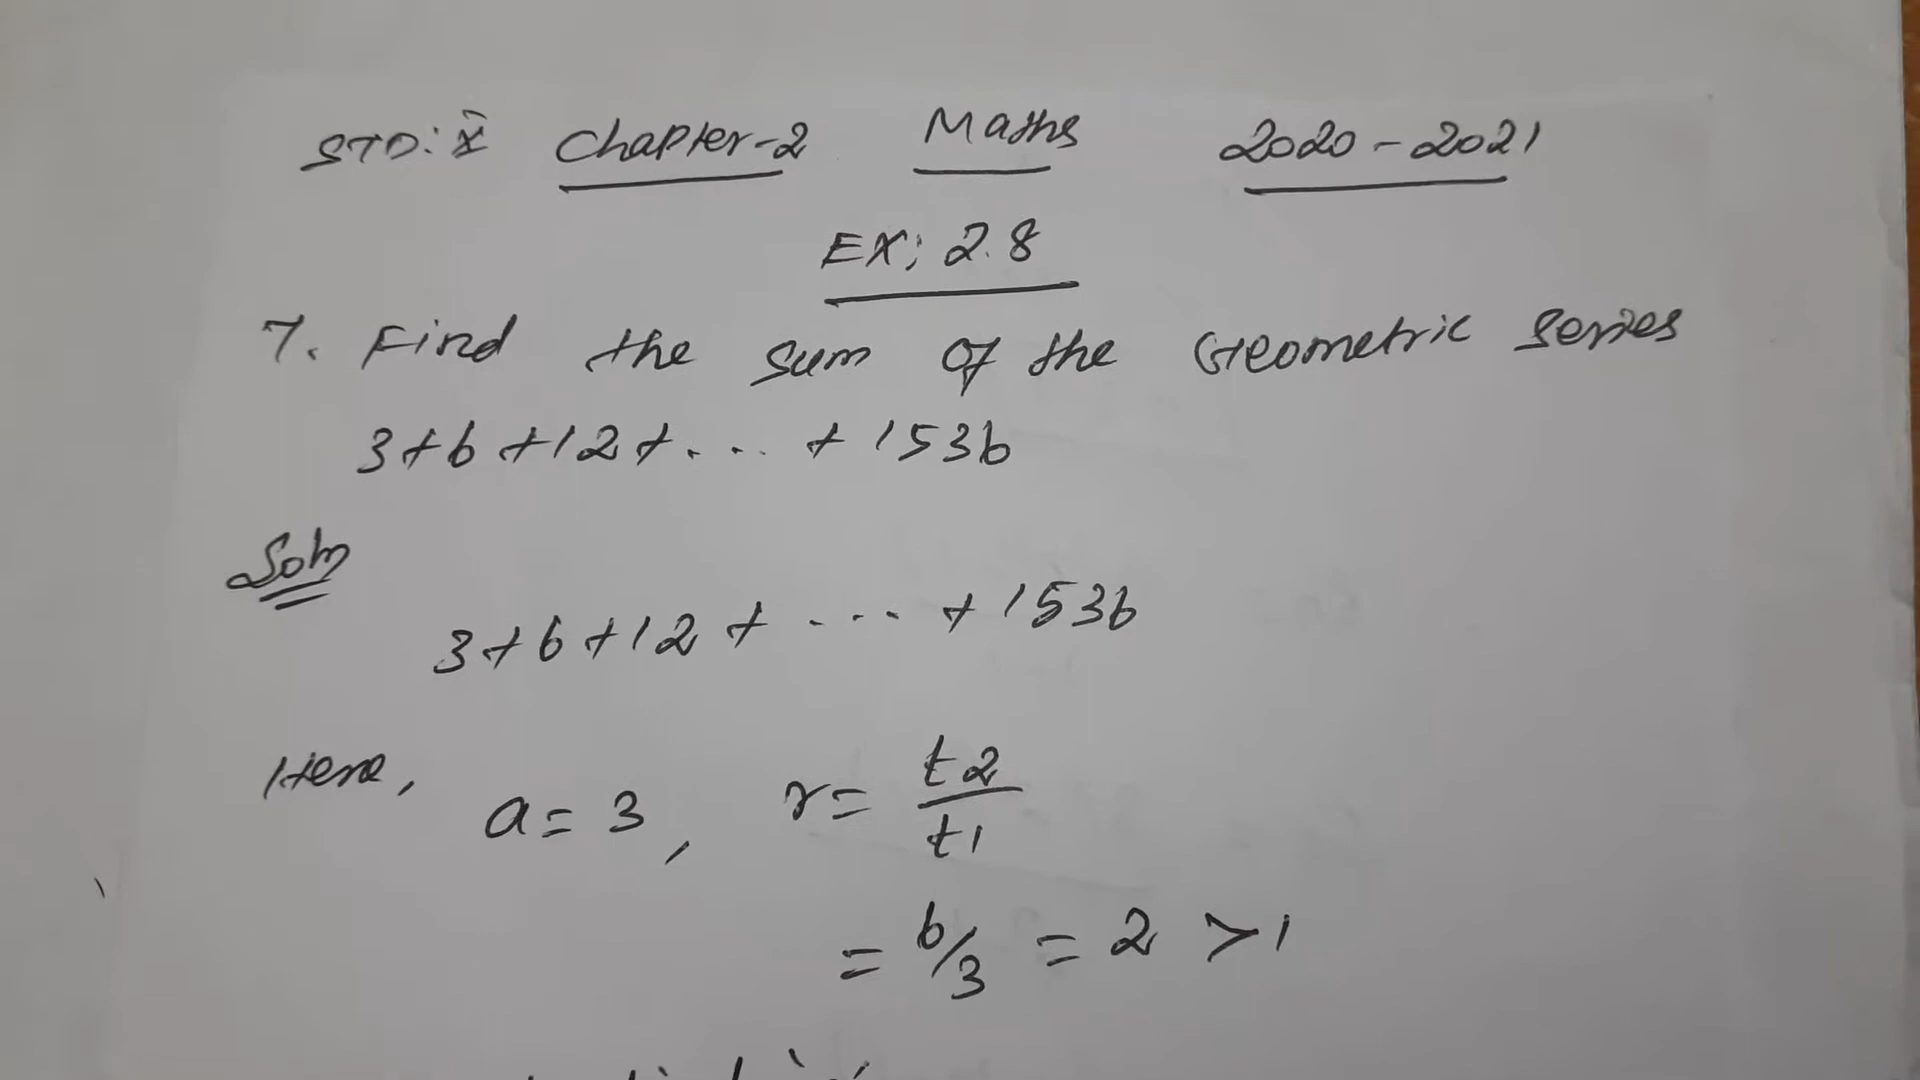 STD: X Chapter-2 Maths 2020-2021
EX: 2.8
7. Find the sum of the Geometric series
3+6+12+... + 1536
Soln
3+6+12+ .... + 1536
Here, a = 3, r = t2/t1
= 6/3 = 2 > 1